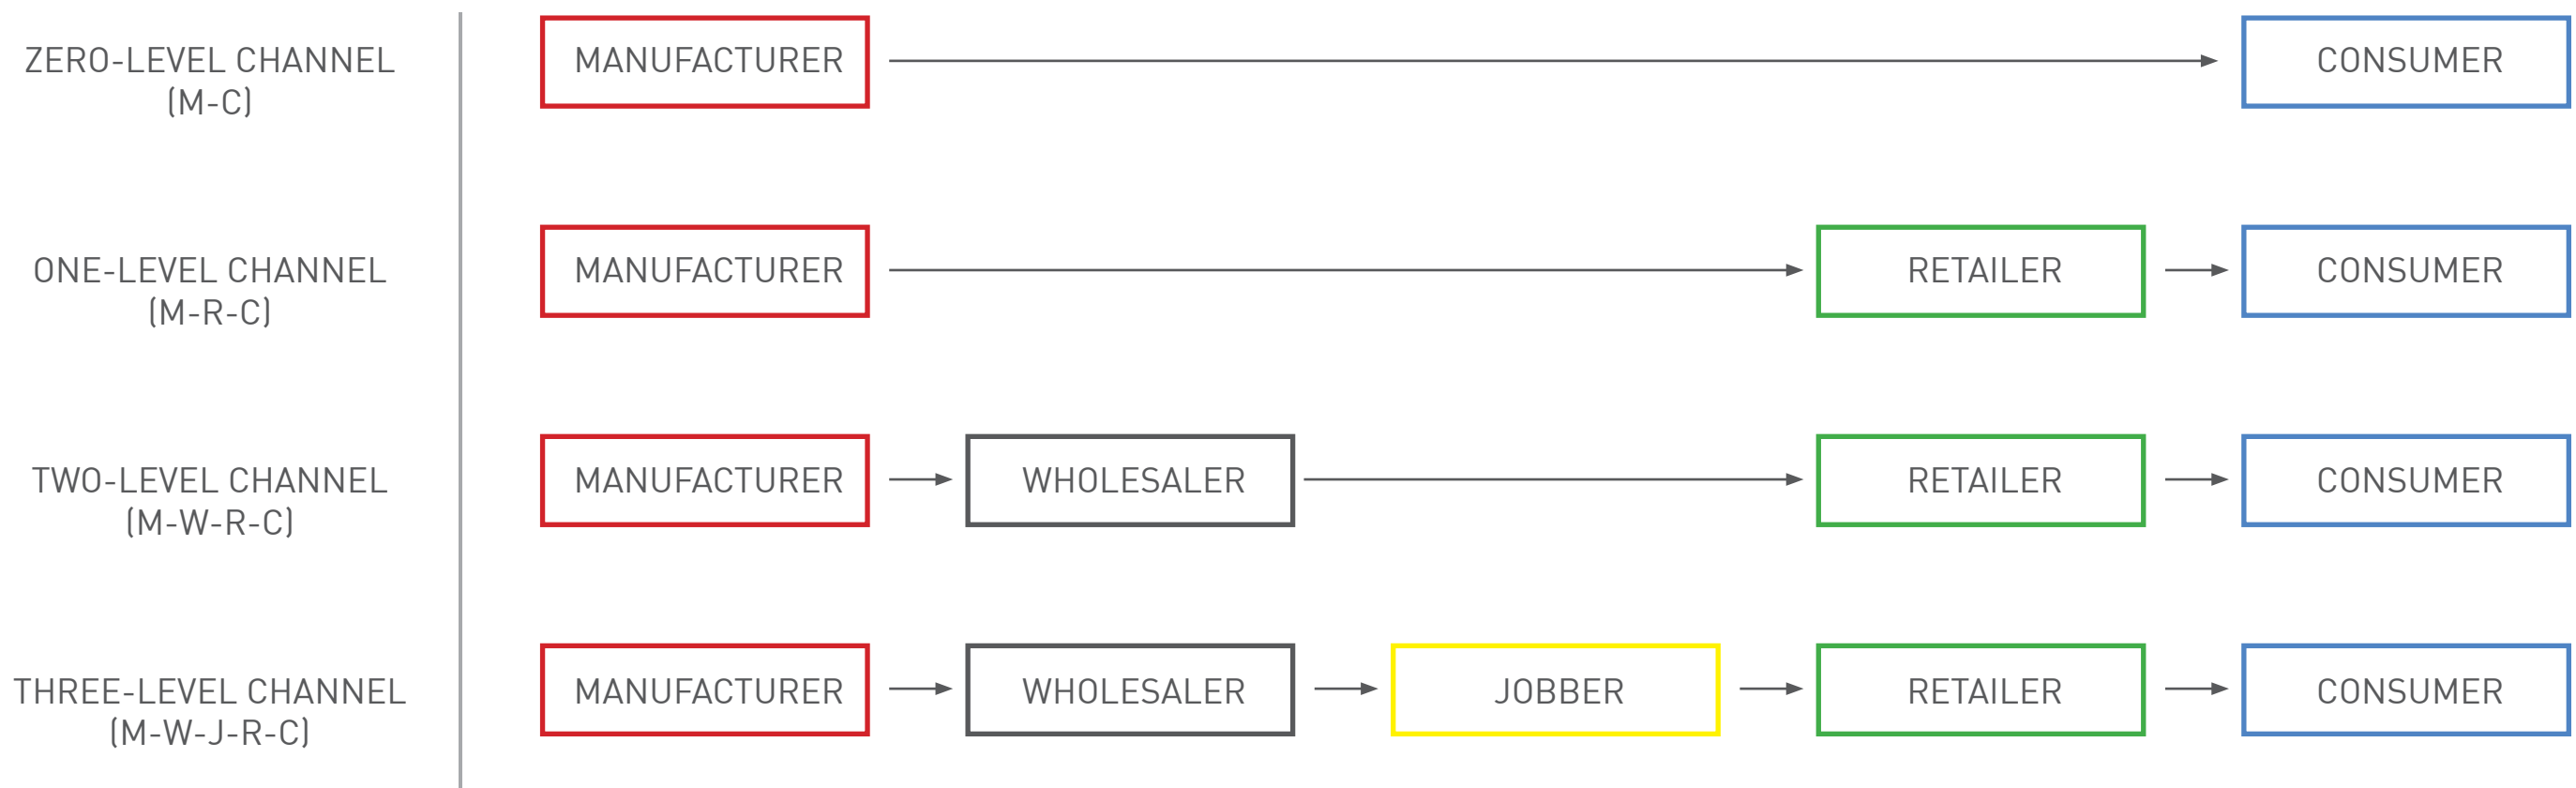 ZERO-LEVEL CHANNEL
(M-C)
MANUFACTURER
CONSUMER
ONE-LEVEL CHANNEL
(M-R-C)
MANUFACTURER
RETAILER
CONSUMER
TWO-LEVEL CHANNEL
(M-W-R-C)
MANUFACTURER
WHOLESALER
RETAILER
CONSUMER
THREE-LEVEL CHANNEL
(M-W-J-R-C)
MANUFACTURER
WHOLESALER
JOBBER
RETAILER
CONSUMER